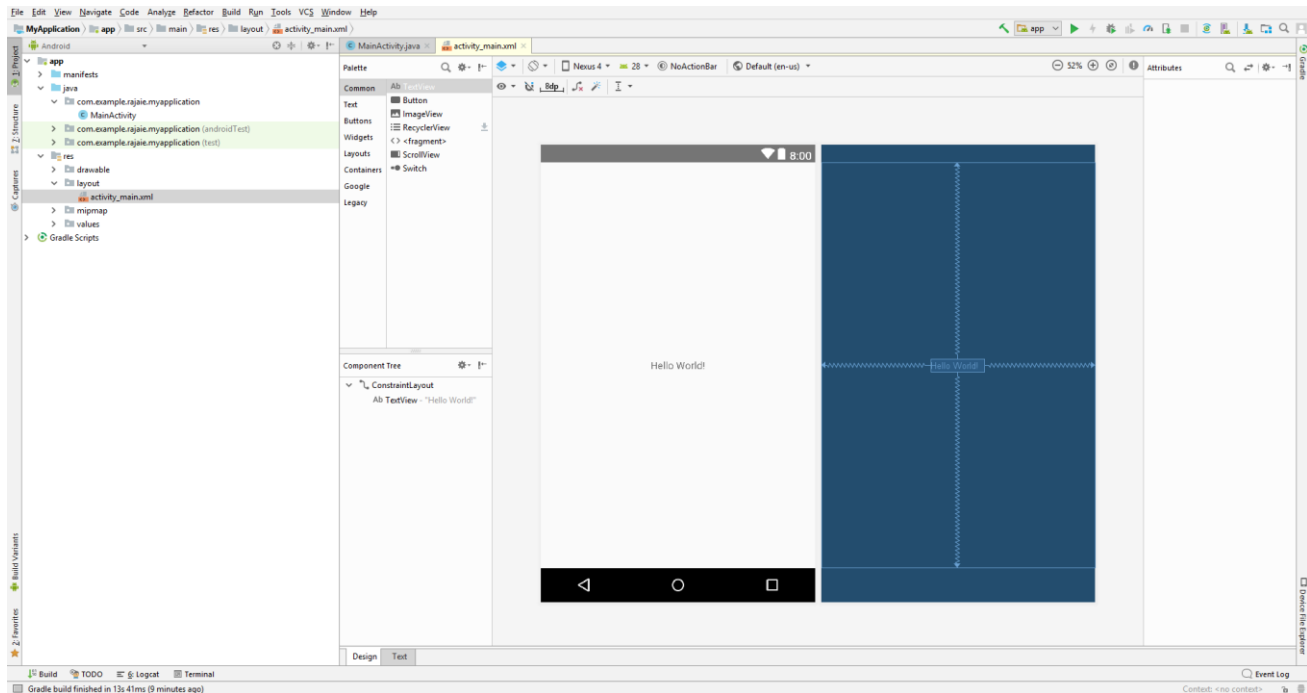 File Edit View Navigate Code Analyze Refactor Build Run Tools VCS Window Help
MyApplication app src main res layout activity_main.xml app
1: Project
Z: Structure
Captures
Build Variants
2: Favorites
Android
app
manifests
java
com.example.rajaie.myapplication
MainActivity
com.example.rajaie.myapplication (androidTest)
com.example.rajaie.myapplication (test)
res
drawable
layout
activity_main.xml
mipmap
values
Gradle Scripts
MainActivity.java activity_main.xml
Palette
Common
Text
Buttons
Widgets
Layouts
Containers
Google
Legacy
Ab TextView
Button
ImageView
RecyclerView
<> <fragment>
ScrollView
Switch
Component Tree
ConstraintLayout
Ab TextView - "Hello World!"
Nexus 4 28 NoActionBar Default (en-us) 52%
8dp
8:00
Hello World!
Hello World!
Attributes
Gradle
Device File Explorer
Design Text
Build TODO 6: Logcat Terminal Event Log
Gradle build finished in 13s 41ms (9 minutes ago) Context: <no context>